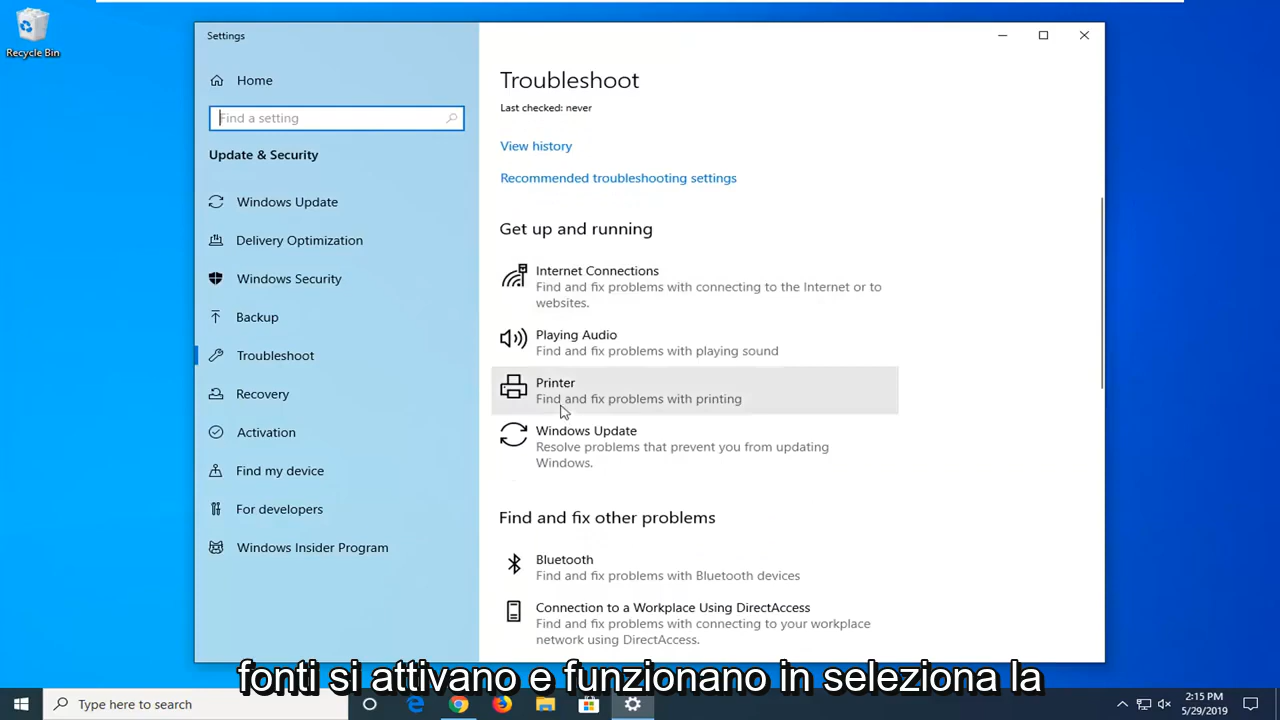 Recycle Bin
Settings
Home
Find a setting
Update & Security
Windows Update
Delivery Optimization
Windows Security
Backup
Troubleshoot
Recovery
Activation
Find my device
For developers
Windows Insider Program
Troubleshoot
Last checked: never
View history
Recommended troubleshooting settings
Get up and running
Internet Connections
Find and fix problems with connecting to the Internet or to
websites.
Playing Audio
Find and fix problems with playing sound
Printer
Find and fix problems with printing
Windows Update
Resolve problems that prevent you from updating
Windows.
Find and fix other problems
Bluetooth
Find and fix problems with Bluetooth devices
Connection to a Workplace Using DirectAccess
Find and fix problems with connecting to your workplace
network using DirectAccess.
fonti si attivano e funzionano in seleziona la
Type here to search
2:15 PM
5/29/2019